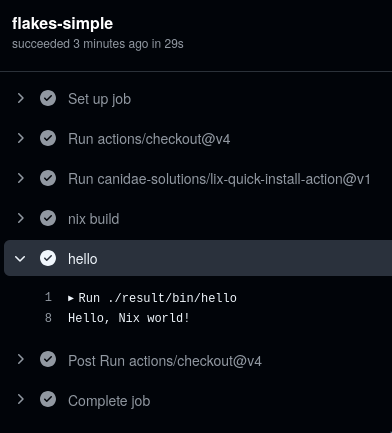 flakes-simple
succeeded 3 minutes ago in 29s
Set up job
Run actions/checkout@v4
Run canidae-solutions/lix-quick-install-action@v1
nix build
hello
1 ▸ Run ./result/bin/hello
8 Hello, Nix world!
Post Run actions/checkout@v4
Complete job